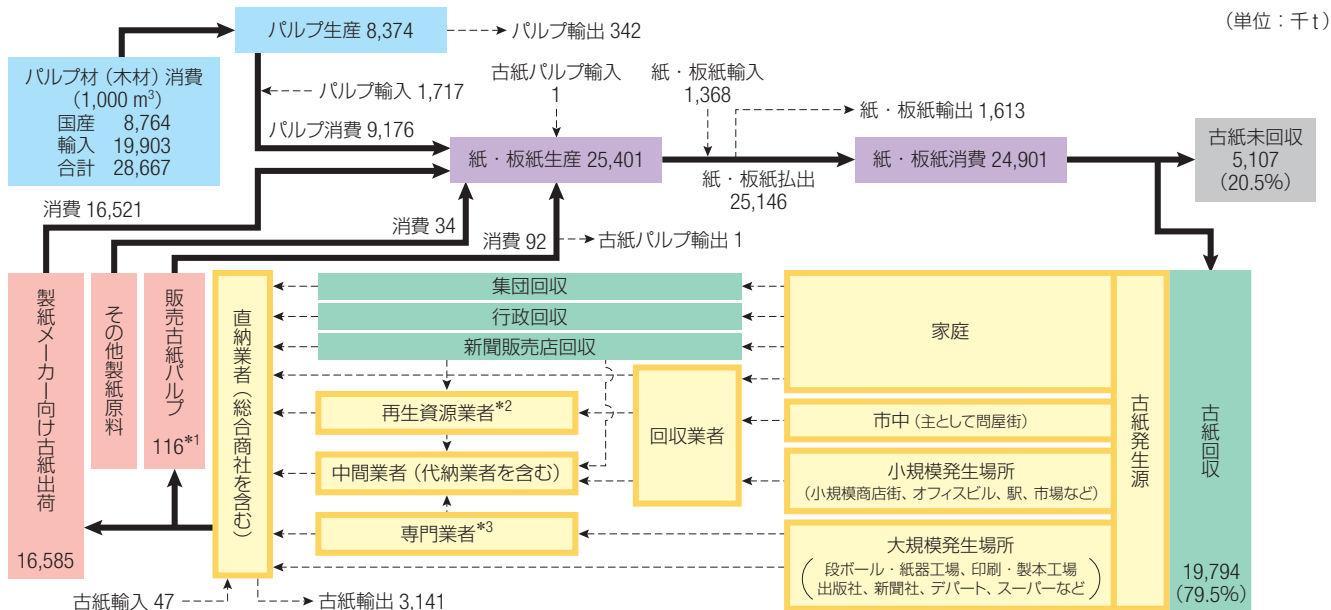 (単位：千t)
パルプ生産 8,374
パルプ輸出 342
パルプ材（木材）消費
(1,000 m³)
国産 8,764
輸入 19,903
合計 28,667
パルプ輸入 1,717
パルプ消費 9,176
古紙パルプ輸入
1
紙・板紙輸入
1,368
紙・板紙輸出 1,613
紙・板紙生産 25,401
紙・板紙払出
25,146
紙・板紙消費 24,901
古紙未回収
5,107
(20.5%)
消費 16,521
消費 34
消費 92
古紙パルプ輸出 1
製紙メーカー向け古紙出荷
16,585
その他製紙原料
販売古紙パルプ
116*1
直納業者（総合商社を含む）
集団回収
行政回収
新聞販売店回収
再生資源業者*2
中間業者（代納業者を含む）
専門業者*3
回収業者
家庭
市中（主として問屋街）
小規模発生場所
（小規模商店街、オフィスビル、駅、市場など）
大規模発生場所
（段ボール・紙器工場、印刷・製本工場
出版社、新聞社、デパート、スーパーなど）
古紙発生源
古紙回収
19,794
(79.5%)
古紙輸入 47
古紙輸出 3,141